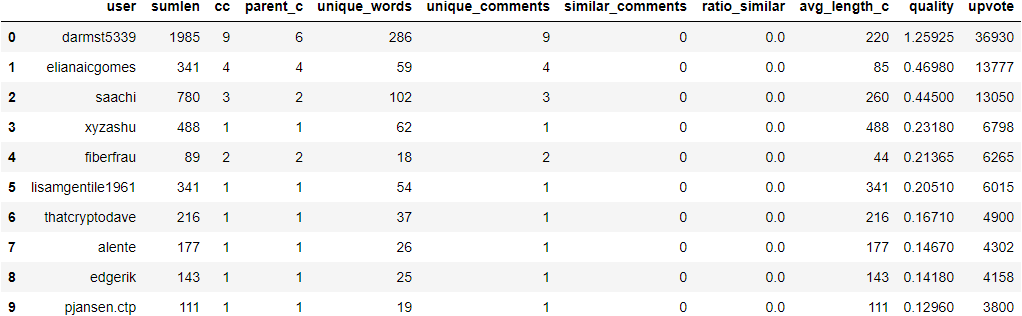 user sumlen cc parent_c unique_words unique_comments similar_comments ratio_similar avg_length_c quality upvote
0 darmst5339 1985 9 6 286 9 0 0.0 220 1.25925 36930
1 elianaicgomes 341 4 4 59 4 0 0.0 85 0.46980 13777
2 saachi 780 3 2 102 3 0 0.0 260 0.44500 13050
3 xyzashu 488 1 1 62 1 0 0.0 488 0.23180 6798
4 fiberfrau 89 2 2 18 2 0 0.0 44 0.21365 6265
5 lisamgentile1961 341 1 1 54 1 0 0.0 341 0.20510 6015
6 thatcryptodave 216 1 1 37 1 0 0.0 216 0.16710 4900
7 alente 177 1 1 26 1 0 0.0 177 0.14670 4302
8 edgerik 143 1 1 25 1 0 0.0 143 0.14180 4158
9 pjansen.ctp 111 1 1 19 1 0 0.0 111 0.12960 3800